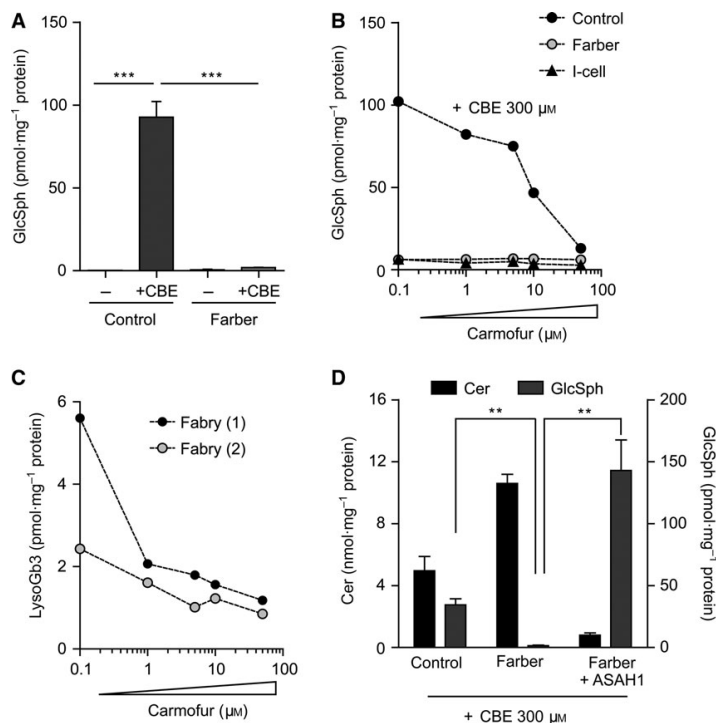 A
***
***
GlcSph (pmol·mg⁻¹ protein)
150
100
50
0
–
+CBE
–
+CBE
Control
Farber
B
Control
Farber
I-cell
+ CBE 300 µM
GlcSph (pmol·mg⁻¹ protein)
150
100
50
0
0.1
1
10
100
Carmofur (µM)
C
Fabry (1)
Fabry (2)
LysoGb3 (pmol·mg⁻¹ protein)
6
4
2
0
0.1
1
10
100
Carmofur (µM)
D
Cer
GlcSph
**
**
Cer (nmol·mg⁻¹ protein)
16
12
8
4
0
GlcSph (pmol·mg⁻¹
protein)
200
150
100
50
0
Control
Farber
Farber
+ ASAH1
+ CBE 300 µM